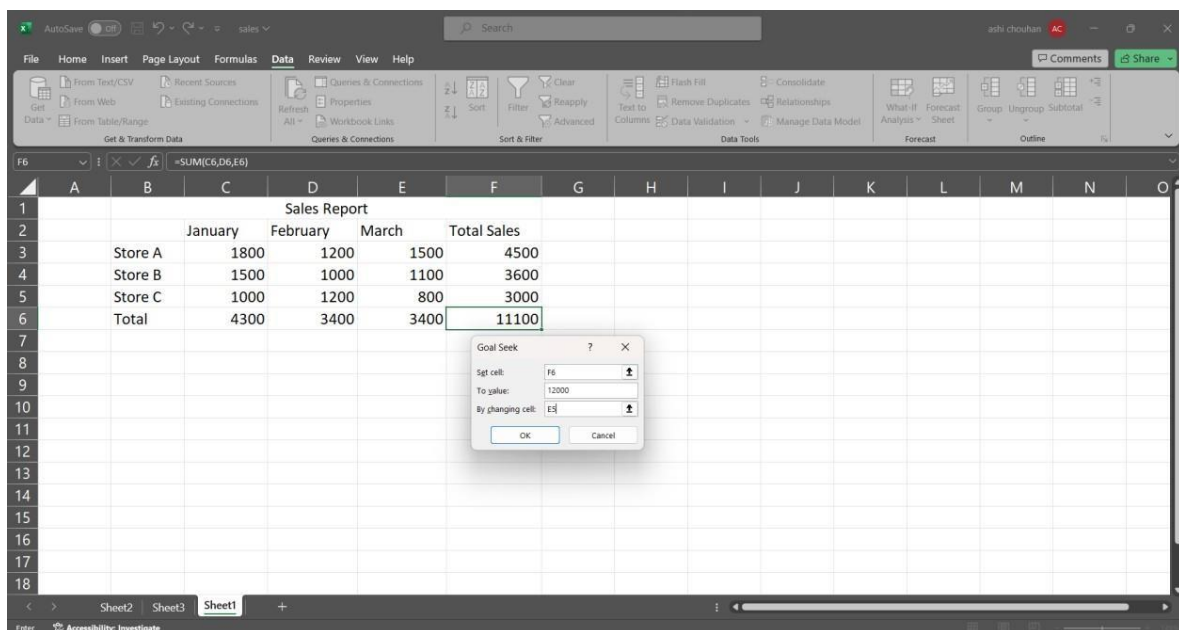 AutoSave Off sales Search ashi chouhan AC
File Home Insert Page Layout Formulas Data Review View Help Comments Share
Get Data From Text/CSV From Web From Table/Range Recent Sources Existing Connections
Get & Transform Data
Refresh All Queries & Connections Properties Workbook Links
Queries & Connections
Sort Filter Clear Reapply Advanced
Sort & Filter
Text to Columns Flash Fill Remove Duplicates Data Validation Consolidate Relationships Manage Data Model
Data Tools
What-If Analysis Forecast Sheet
Forecast
Group Ungroup Subtotal
Outline
F6 fx =SUM(C6,D6,E6)
A B C D E F G H I J K L M N O
1 Sales Report
2 January February March Total Sales
3 Store A 1800 1200 1500 4500
4 Store B 1500 1000 1100 3600
5 Store C 1000 1200 800 3000
6 Total 4300 3400 3400 11100
7
8
9
10
11
12
13
14
15
16
17
18
Goal Seek ?
Set cell: F6
To value: 12000
By changing cell: E5
OK Cancel
Sheet2 Sheet3 Sheet1
Enter Accessibility: Investigate